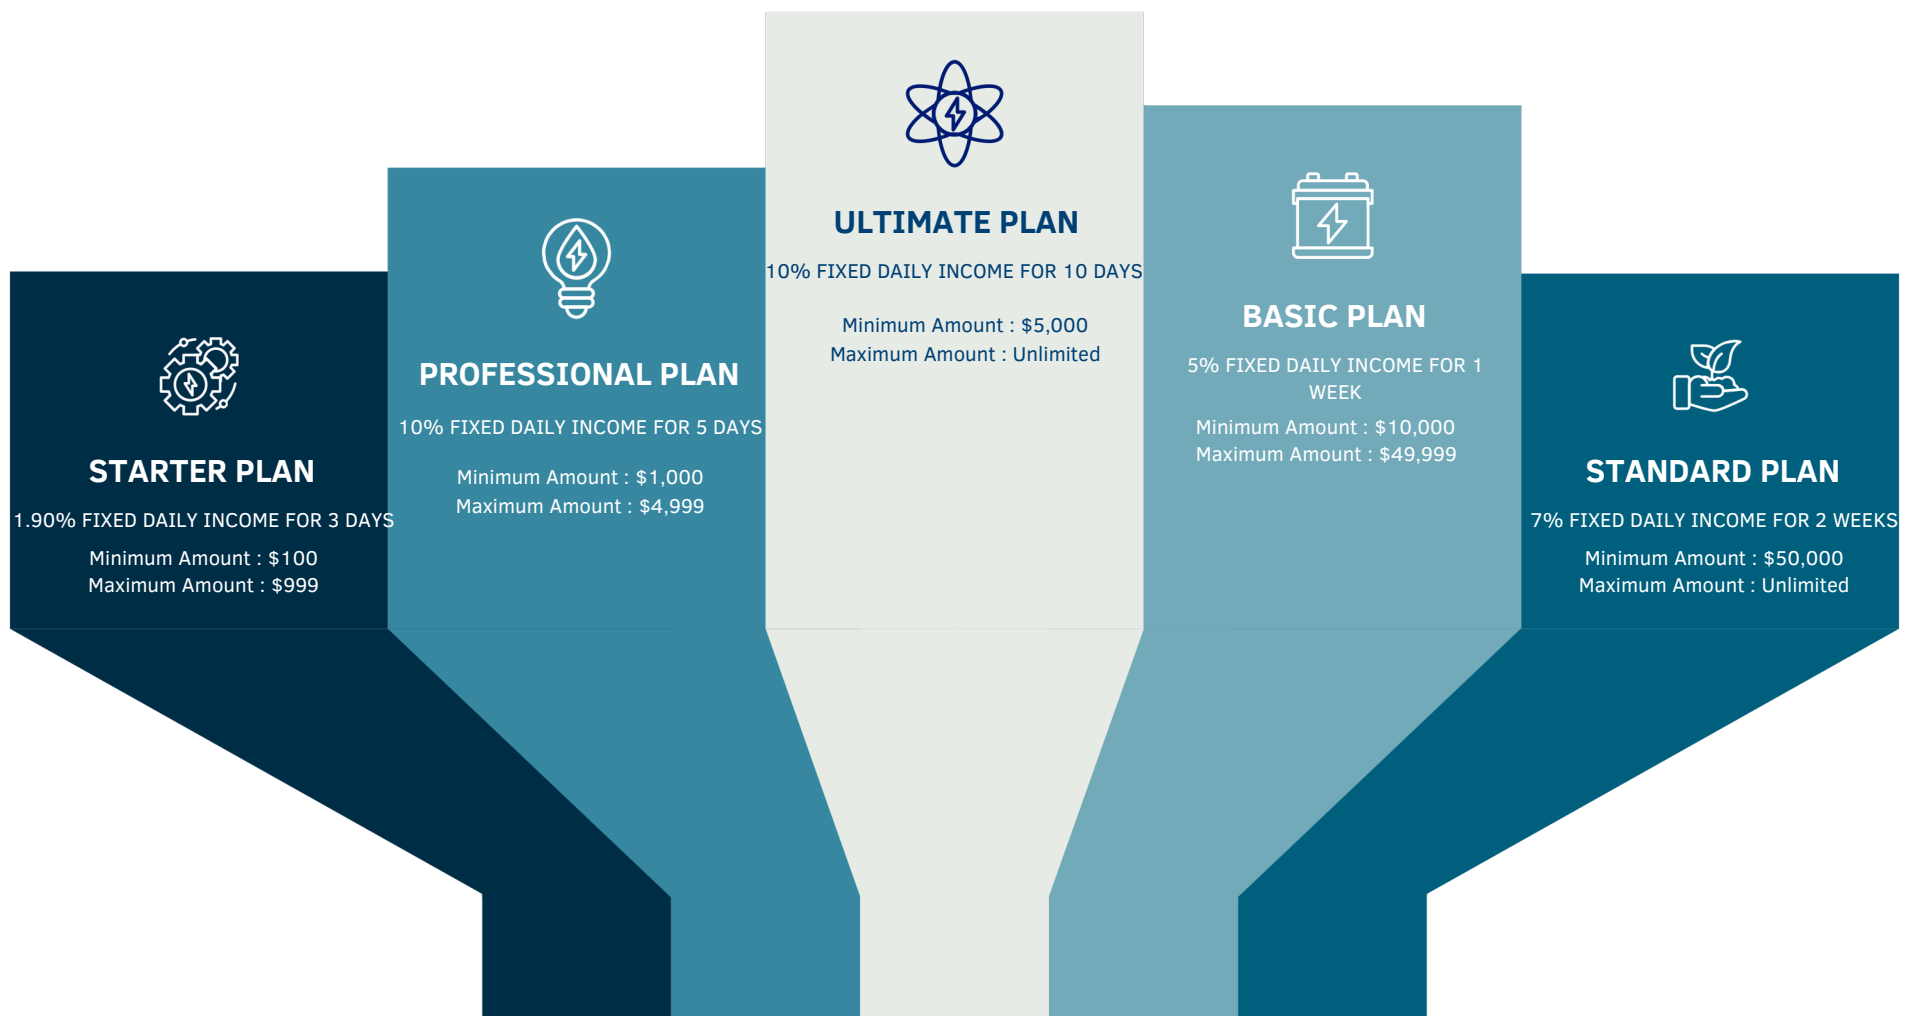 STARTER PLAN
1.90% FIXED DAILY INCOME FOR 3 DAYS
Minimum Amount : $100
Maximum Amount : $999
PROFESSIONAL PLAN
10% FIXED DAILY INCOME FOR 5 DAYS
Minimum Amount : $1,000
Maximum Amount : $4,999
ULTIMATE PLAN
10% FIXED DAILY INCOME FOR 10 DAYS
Minimum Amount : $5,000
Maximum Amount : Unlimited
BASIC PLAN
5% FIXED DAILY INCOME FOR 1
WEEK
Minimum Amount : $10,000
Maximum Amount : $49,999
STANDARD PLAN
7% FIXED DAILY INCOME FOR 2 WEEKS
Minimum Amount : $50,000
Maximum Amount : Unlimited